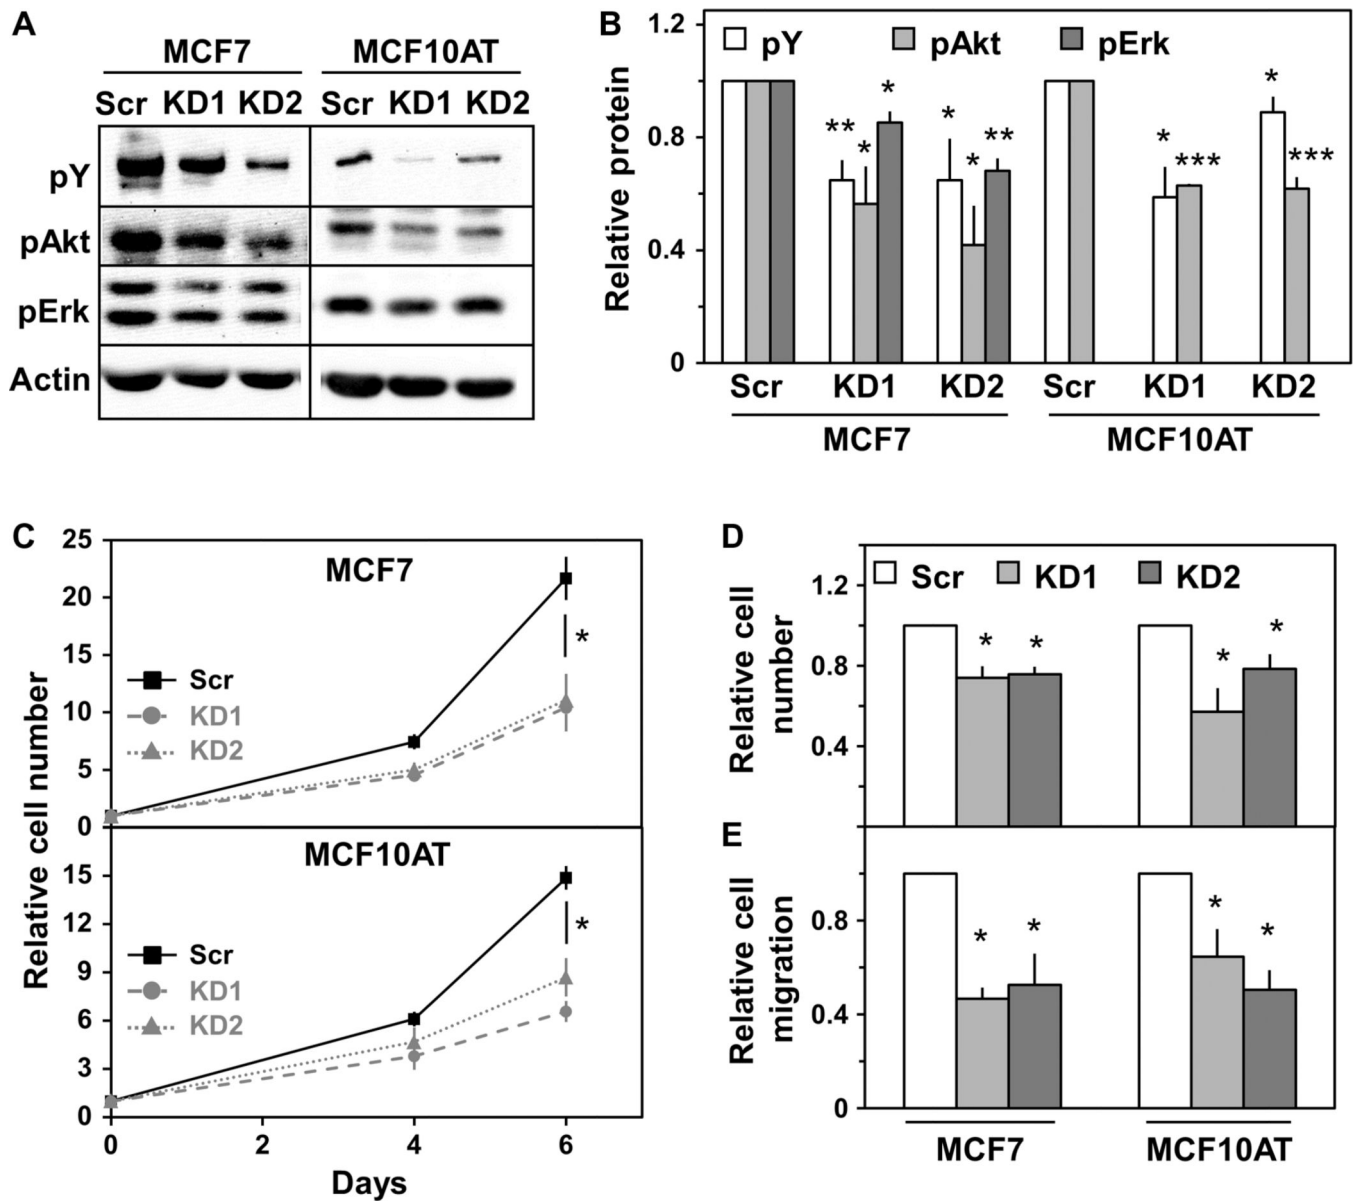 A
MCF7 MCF10AT
Scr KD1 KD2 Scr KD1 KD2
pY
pAkt
pErk
Actin
B
pY pAkt pErk
Relative protein
1.2
0.8
0.4
0
** * * * * ** * *** * ***
Scr KD1 KD2 Scr KD1 KD2
MCF7 MCF10AT
C
Relative cell number
25
20
15
10
5
0
MCF7
Scr
KD1
KD2
*
15
12
9
6
3
0
MCF10AT
Scr
KD1
KD2
*
0 2 4 6
Days
D
Scr KD1 KD2
Relative cell
number
1.2
0.8
0.4
* * * *
E
Relative cell
migration
0.8
0.4
0
* * * *
MCF7 MCF10AT